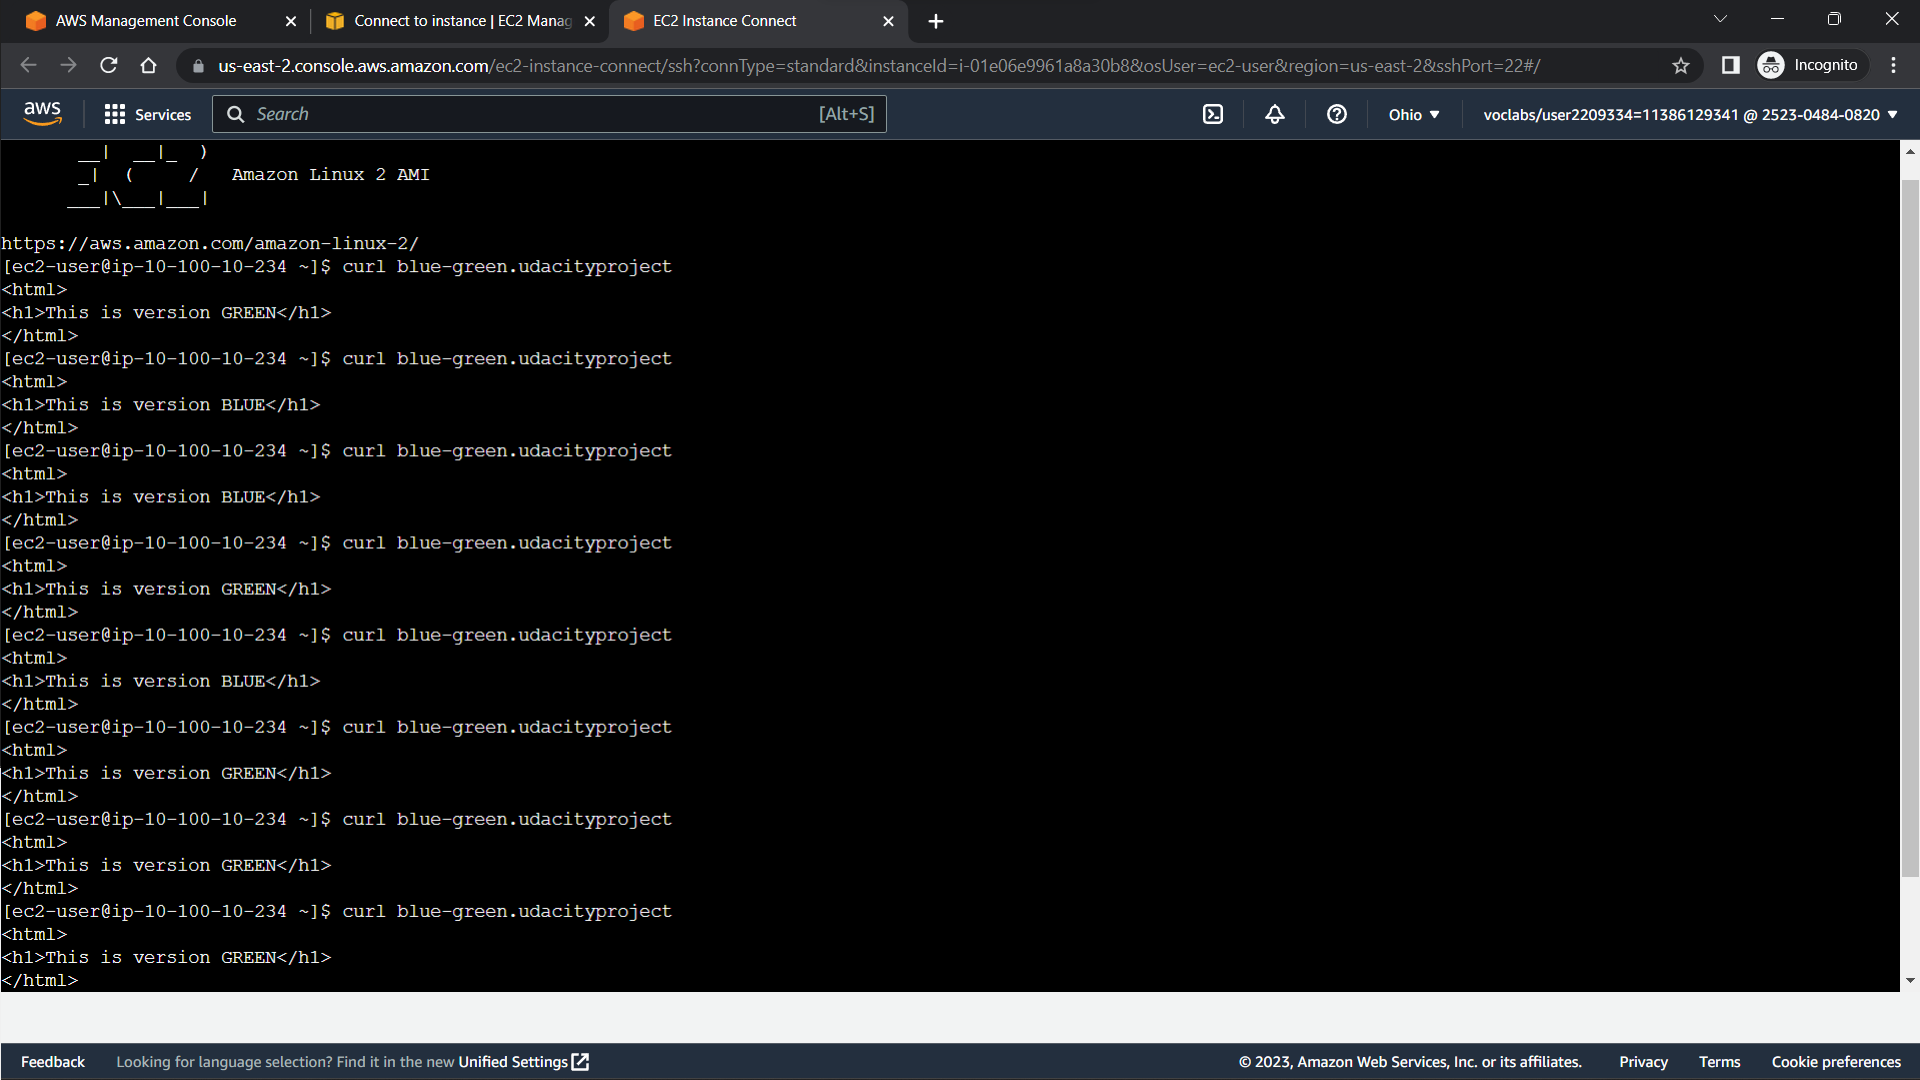 AWS Management Console
Connect to instance | EC2 Manag
EC2 Instance Connect
us-east-2.console.aws.amazon.com/ec2-instance-connect/ssh?connType=standard&instanceId=i-01e06e9961a8a30b8&osUser=ec2-user&region=us-east-2&sshPort=22#/
Incognito
aws
Services
Search
[Alt+S]
Ohio
voclabs/user2209334=11386129341 @ 2523-0484-0820
__|  __|_  )
_|  (     /   Amazon Linux 2 AMI
___|\___|___|
https://aws.amazon.com/amazon-linux-2/
[ec2-user@ip-10-100-10-234 ~]$ curl blue-green.udacityproject
<html>
<h1>This is version GREEN</h1>
</html>
[ec2-user@ip-10-100-10-234 ~]$ curl blue-green.udacityproject
<html>
<h1>This is version BLUE</h1>
</html>
[ec2-user@ip-10-100-10-234 ~]$ curl blue-green.udacityproject
<html>
<h1>This is version BLUE</h1>
</html>
[ec2-user@ip-10-100-10-234 ~]$ curl blue-green.udacityproject
<html>
<h1>This is version GREEN</h1>
</html>
[ec2-user@ip-10-100-10-234 ~]$ curl blue-green.udacityproject
<html>
<h1>This is version BLUE</h1>
</html>
[ec2-user@ip-10-100-10-234 ~]$ curl blue-green.udacityproject
<html>
<h1>This is version GREEN</h1>
</html>
[ec2-user@ip-10-100-10-234 ~]$ curl blue-green.udacityproject
<html>
<h1>This is version GREEN</h1>
</html>
[ec2-user@ip-10-100-10-234 ~]$ curl blue-green.udacityproject
<html>
<h1>This is version GREEN</h1>
</html>
Feedback
Looking for language selection? Find it in the new Unified Settings
© 2023, Amazon Web Services, Inc. or its affiliates.
Privacy
Terms
Cookie preferences